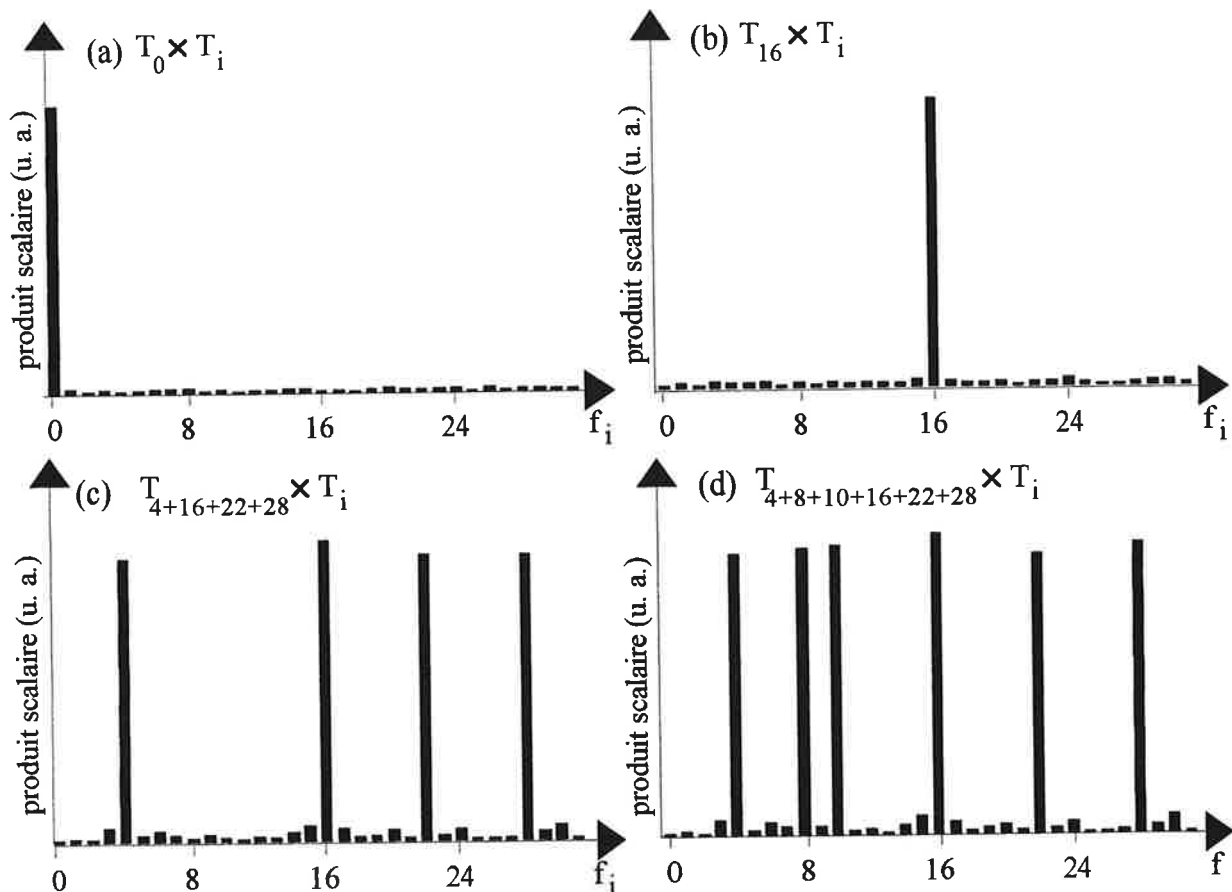 (a) T₀ × Tᵢ
produit scalaire (u. a.)
0 8 16 24 fᵢ
(b) T₁₆ × Tᵢ
produit scalaire (u. a.)
0 8 16 24 fᵢ
(c) T₄₊₁₆₊₂₂₊₂₈ × Tᵢ
produit scalaire (u. a.)
0 8 16 24 fᵢ
(d) T₄₊₈₊₁₀₊₁₆₊₂₂₊₂₈ × Tᵢ
produit scalaire (u. a.)
0 8 16 24 f